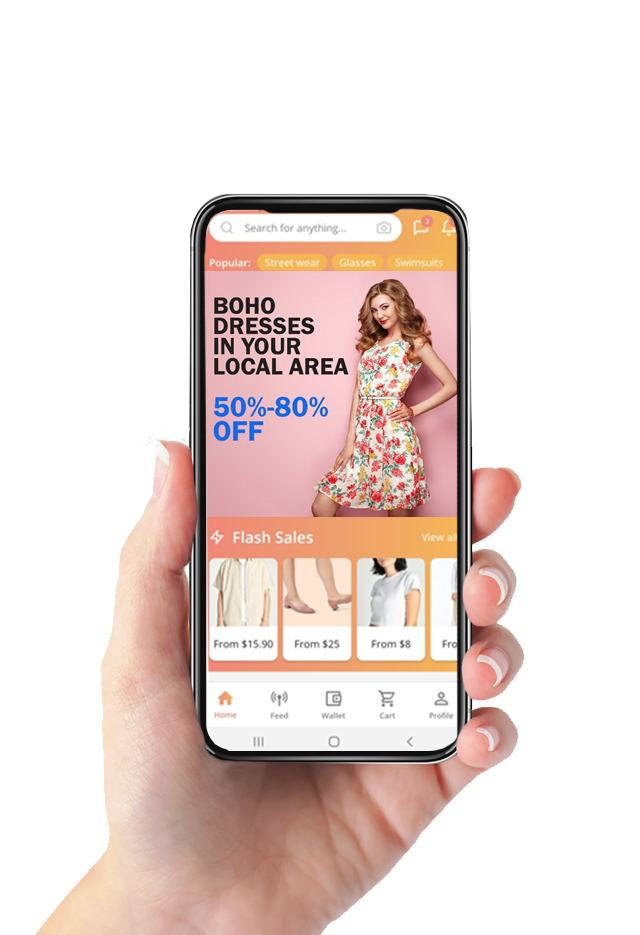 Search for anything...
2
Popular: Street wear Glasses Swimsuits
BOHO
DRESSES
IN YOUR
LOCAL AREA
50%-80%
OFF
Flash Sales View all
From $15.90 From $25 From $8 Fro
Home Feed Wallet Cart Profile